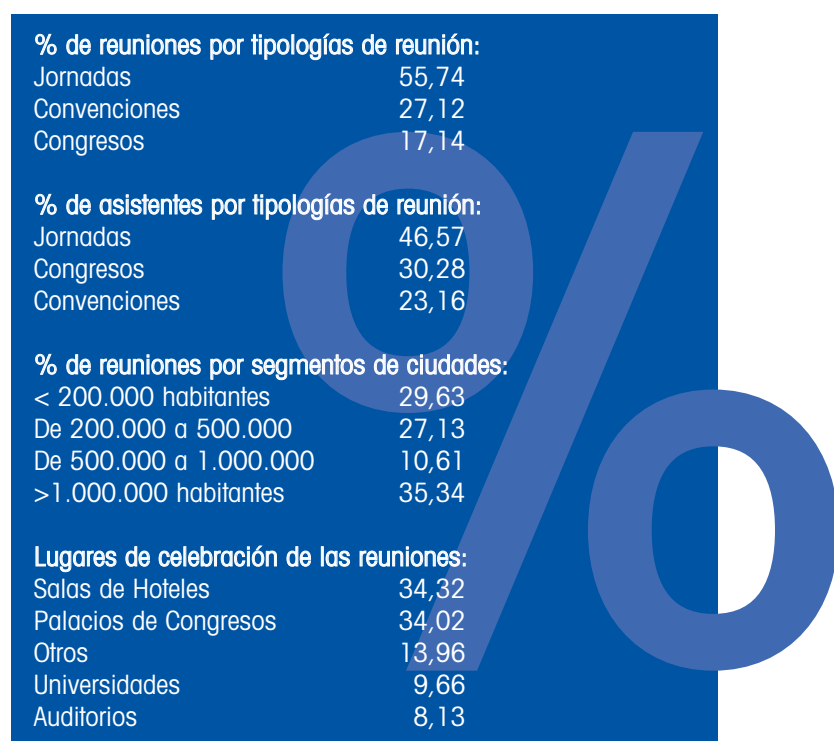 % de reuniones por tipologías de reunión:
Jornadas 55,74
Convenciones 27,12
Congresos 17,14
% de asistentes por tipologías de reunión:
Jornadas 46,57
Congresos 30,28
Convenciones 23,16
% de reuniones por segmentos de ciudades:
< 200.000 habitantes 29,63
De 200.000 a 500.000 27,13
De 500.000 a 1.000.000 10,61
>1.000.000 habitantes 35,34
Lugares de celebración de las reuniones:
Salas de Hoteles 34,32
Palacios de Congresos 34,02
Otros 13,96
Universidades 9,66
Auditorios 8,13
%